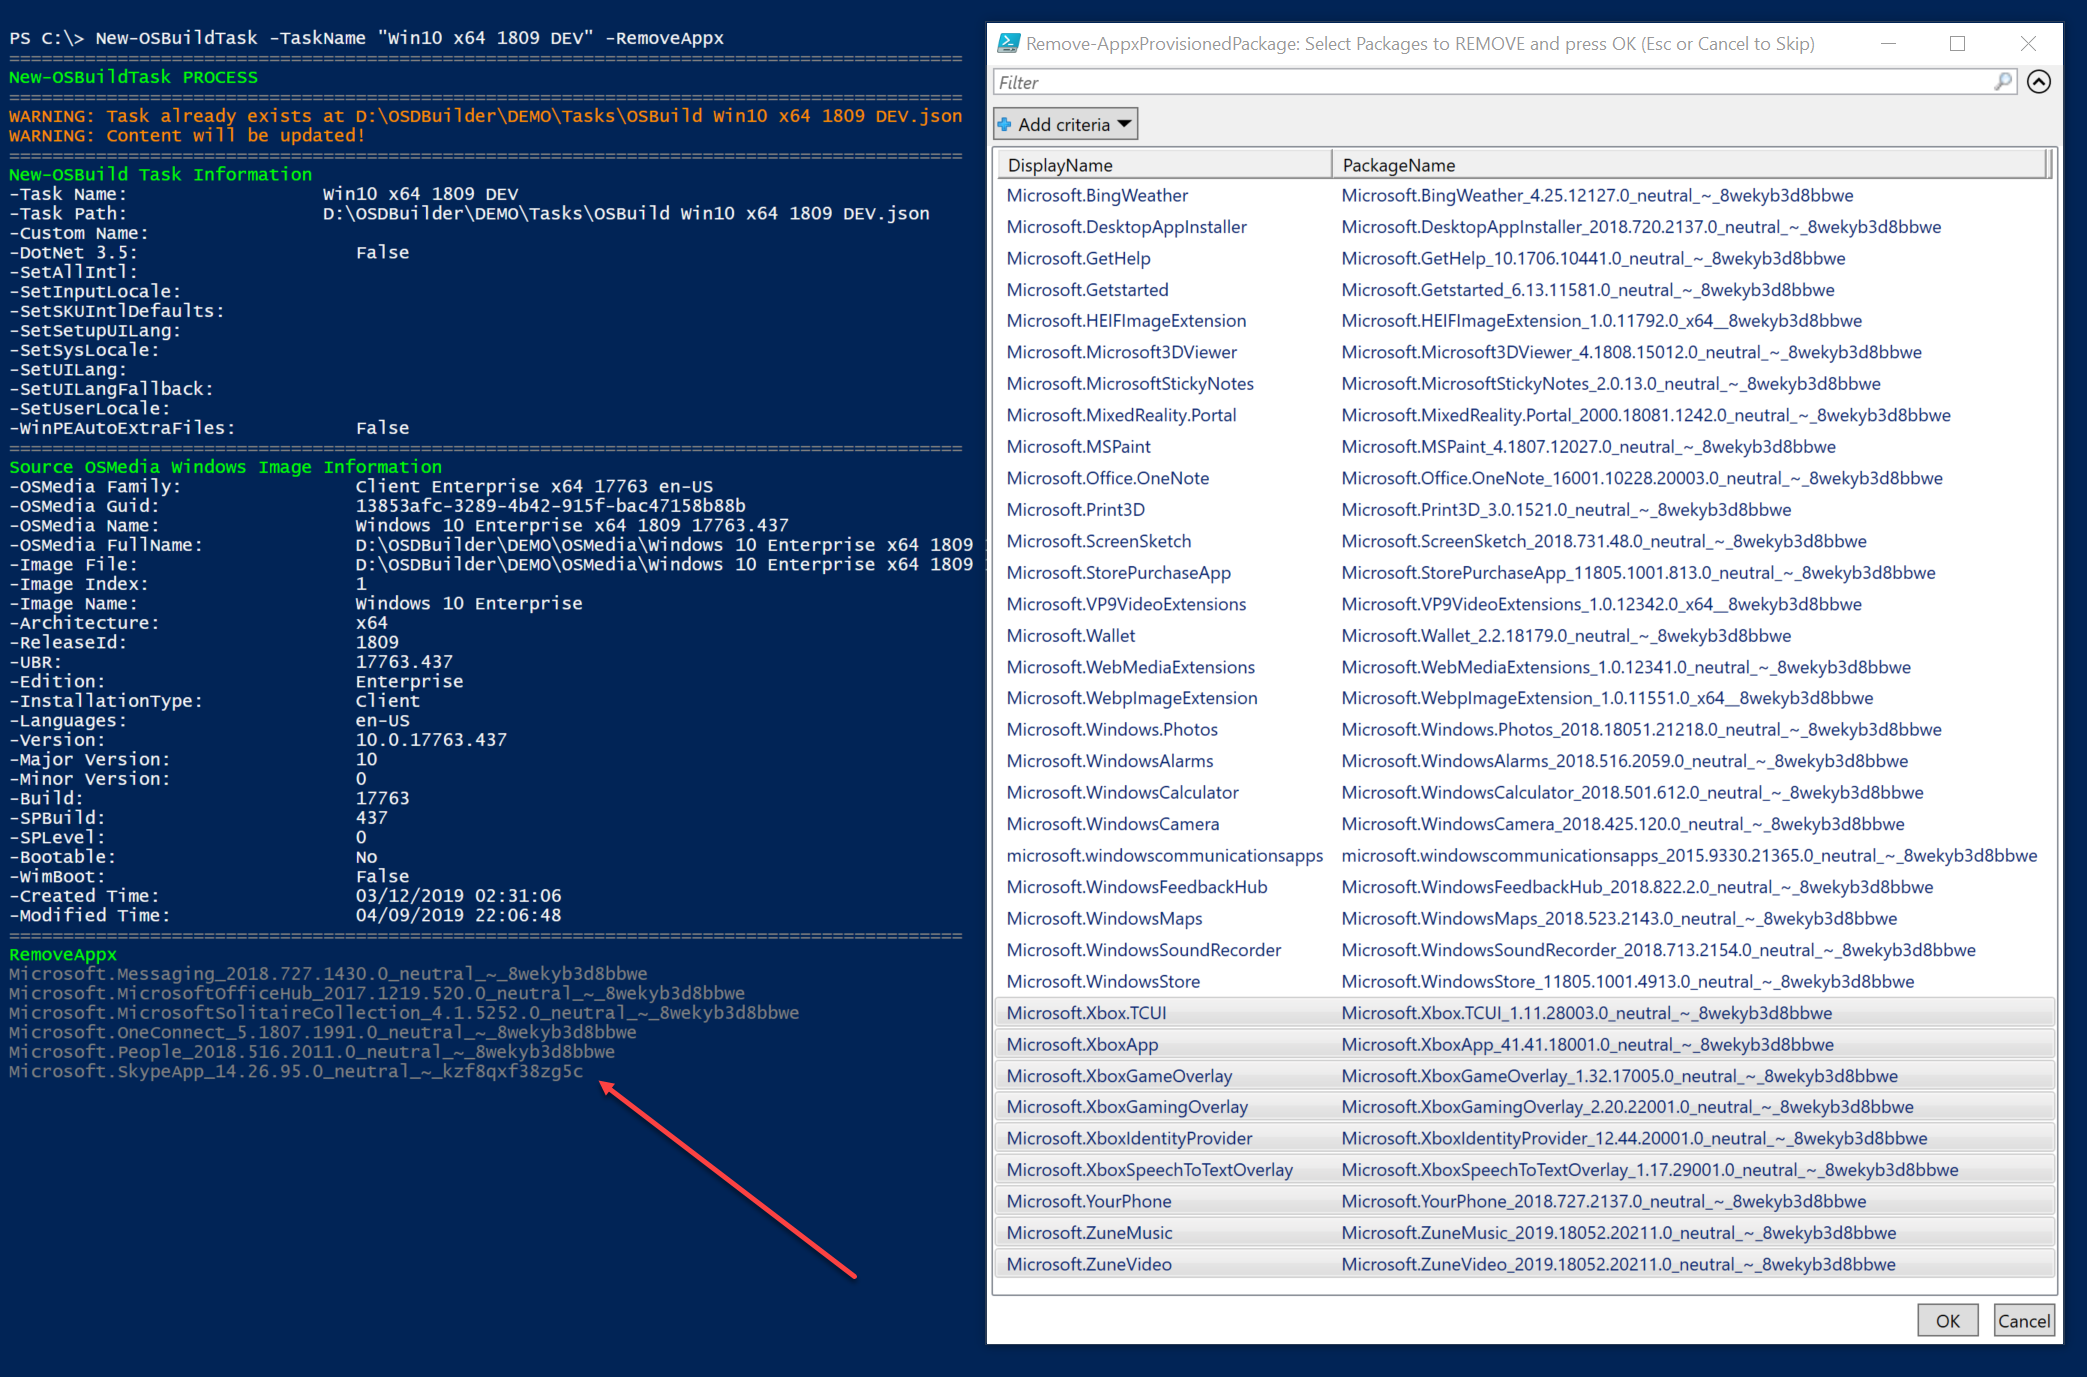 PS C:\> New-OSBuildTask -TaskName "Win10 x64 1809 DEV" -RemoveAppx
==========================================================================================
New-OSBuildTask PROCESS
==========================================================================================
WARNING: Task already exists at D:\OSDBuilder\DEMO\Tasks\OSBuild Win10 x64 1809 DEV.json
WARNING: Content will be updated!
==========================================================================================
New-OSBuild Task Information
-Task Name: Win10 x64 1809 DEV
-Task Path: D:\OSDBuilder\DEMO\Tasks\OSBuild Win10 x64 1809 DEV.json
-Custom Name:
-DotNet 3.5: False
-SetAllIntl:
-SetInputLocale:
-SetSKUIntlDefaults:
-SetSetupUILang:
-SetSysLocale:
-SetUILang:
-SetUILangFallback:
-SetUserLocale:
-WinPEAutoExtraFiles: False
==========================================================================================
Source OSMedia Windows Image Information
-OSMedia Family: Client Enterprise x64 17763 en-US
-OSMedia Guid: 13853afc-3289-4b42-915f-bac47158b88b
-OSMedia Name: Windows 10 Enterprise x64 1809 17763.437
-OSMedia FullName: D:\OSDBuilder\DEMO\OSMedia\Windows 10 Enterprise x64 1809
-Image File: D:\OSDBuilder\DEMO\OSMedia\Windows 10 Enterprise x64 1809
-Image Index: 1
-Image Name: Windows 10 Enterprise
-Architecture: x64
-ReleaseId: 1809
-UBR: 17763.437
-Edition: Enterprise
-InstallationType: Client
-Languages: en-US
-Version: 10.0.17763.437
-Major Version: 10
-Minor Version: 0
-Build: 17763
-SPBuild: 437
-SPLevel: 0
-Bootable: No
-WimBoot: False
-Created Time: 03/12/2019 02:31:06
-Modified Time: 04/09/2019 22:06:48
==========================================================================================
RemoveAppx
Microsoft.Messaging_2018.727.1430.0_neutral_~_8wekyb3d8bbwe
Microsoft.MicrosoftOfficeHub_2017.1219.520.0_neutral_~_8wekyb3d8bbwe
Microsoft.MicrosoftSolitaireCollection_4.1.5252.0_neutral_~_8wekyb3d8bbwe
Microsoft.OneConnect_5.1807.1991.0_neutral_~_8wekyb3d8bbwe
Microsoft.People_2018.516.2011.0_neutral_~_8wekyb3d8bbwe
Microsoft.SkypeApp_14.26.95.0_neutral_~_kzf8qxf38zg5c
Remove-AppxProvisionedPackage: Select Packages to REMOVE and press OK (Esc or Cancel to Skip)
Filter
Add criteria
DisplayName PackageName
Microsoft.BingWeather Microsoft.BingWeather_4.25.12127.0_neutral_~_8wekyb3d8bbwe
Microsoft.DesktopAppInstaller Microsoft.DesktopAppInstaller_2018.720.2137.0_neutral_~_8wekyb3d8bbwe
Microsoft.GetHelp Microsoft.GetHelp_10.1706.10441.0_neutral_~_8wekyb3d8bbwe
Microsoft.Getstarted Microsoft.Getstarted_6.13.11581.0_neutral_~_8wekyb3d8bbwe
Microsoft.HEIFImageExtension Microsoft.HEIFImageExtension_1.0.11792.0_x64__8wekyb3d8bbwe
Microsoft.Microsoft3DViewer Microsoft.Microsoft3DViewer_4.1808.15012.0_neutral_~_8wekyb3d8bbwe
Microsoft.MicrosoftStickyNotes Microsoft.MicrosoftStickyNotes_2.0.13.0_neutral_~_8wekyb3d8bbwe
Microsoft.MixedReality.Portal Microsoft.MixedReality.Portal_2000.18081.1242.0_neutral_~_8wekyb3d8bbwe
Microsoft.MSPaint Microsoft.MSPaint_4.1807.12027.0_neutral_~_8wekyb3d8bbwe
Microsoft.Office.OneNote Microsoft.Office.OneNote_16001.10228.20003.0_neutral_~_8wekyb3d8bbwe
Microsoft.Print3D Microsoft.Print3D_3.0.1521.0_neutral_~_8wekyb3d8bbwe
Microsoft.ScreenSketch Microsoft.ScreenSketch_2018.731.48.0_neutral_~_8wekyb3d8bbwe
Microsoft.StorePurchaseApp Microsoft.StorePurchaseApp_11805.1001.813.0_neutral_~_8wekyb3d8bbwe
Microsoft.VP9VideoExtensions Microsoft.VP9VideoExtensions_1.0.12342.0_x64__8wekyb3d8bbwe
Microsoft.Wallet Microsoft.Wallet_2.2.18179.0_neutral_~_8wekyb3d8bbwe
Microsoft.WebMediaExtensions Microsoft.WebMediaExtensions_1.0.12341.0_neutral_~_8wekyb3d8bbwe
Microsoft.WebpImageExtension Microsoft.WebpImageExtension_1.0.11551.0_x64__8wekyb3d8bbwe
Microsoft.Windows.Photos Microsoft.Windows.Photos_2018.18051.21218.0_neutral_~_8wekyb3d8bbwe
Microsoft.WindowsAlarms Microsoft.WindowsAlarms_2018.516.2059.0_neutral_~_8wekyb3d8bbwe
Microsoft.WindowsCalculator Microsoft.WindowsCalculator_2018.501.612.0_neutral_~_8wekyb3d8bbwe
Microsoft.WindowsCamera Microsoft.WindowsCamera_2018.425.120.0_neutral_~_8wekyb3d8bbwe
microsoft.windowscommunicationsapps microsoft.windowscommunicationsapps_2015.9330.21365.0_neutral_~_8wekyb3d8bbwe
Microsoft.WindowsFeedbackHub Microsoft.WindowsFeedbackHub_2018.822.2.0_neutral_~_8wekyb3d8bbwe
Microsoft.WindowsMaps Microsoft.WindowsMaps_2018.523.2143.0_neutral_~_8wekyb3d8bbwe
Microsoft.WindowsSoundRecorder Microsoft.WindowsSoundRecorder_2018.713.2154.0_neutral_~_8wekyb3d8bbwe
Microsoft.WindowsStore Microsoft.WindowsStore_11805.1001.4913.0_neutral_~_8wekyb3d8bbwe
Microsoft.Xbox.TCUI Microsoft.Xbox.TCUI_1.11.28003.0_neutral_~_8wekyb3d8bbwe
Microsoft.XboxApp Microsoft.XboxApp_41.41.18001.0_neutral_~_8wekyb3d8bbwe
Microsoft.XboxGameOverlay Microsoft.XboxGameOverlay_1.32.17005.0_neutral_~_8wekyb3d8bbwe
Microsoft.XboxGamingOverlay Microsoft.XboxGamingOverlay_2.20.22001.0_neutral_~_8wekyb3d8bbwe
Microsoft.XboxIdentityProvider Microsoft.XboxIdentityProvider_12.44.20001.0_neutral_~_8wekyb3d8bbwe
Microsoft.XboxSpeechToTextOverlay Microsoft.XboxSpeechToTextOverlay_1.17.29001.0_neutral_~_8wekyb3d8bbwe
Microsoft.YourPhone Microsoft.YourPhone_2018.727.2137.0_neutral_~_8wekyb3d8bbwe
Microsoft.ZuneMusic Microsoft.ZuneMusic_2019.18052.20211.0_neutral_~_8wekyb3d8bbwe
Microsoft.ZuneVideo Microsoft.ZuneVideo_2019.18052.20211.0_neutral_~_8wekyb3d8bbwe
OK Cancel